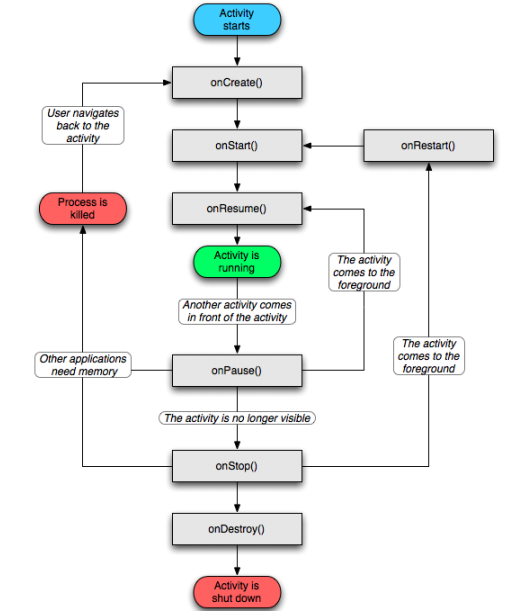 Activity
starts
onCreate()
User navigates
back to the
activity
onStart()
onRestart()
Process is
killed
onResume()
Activity is
running
The activity
comes to the
foreground
Another activity comes
in front of the activity
The activity
comes to the
foreground
Other applications
need memory
onPause()
The activity is no longer visible
onStop()
onDestroy()
Activity is
shut down